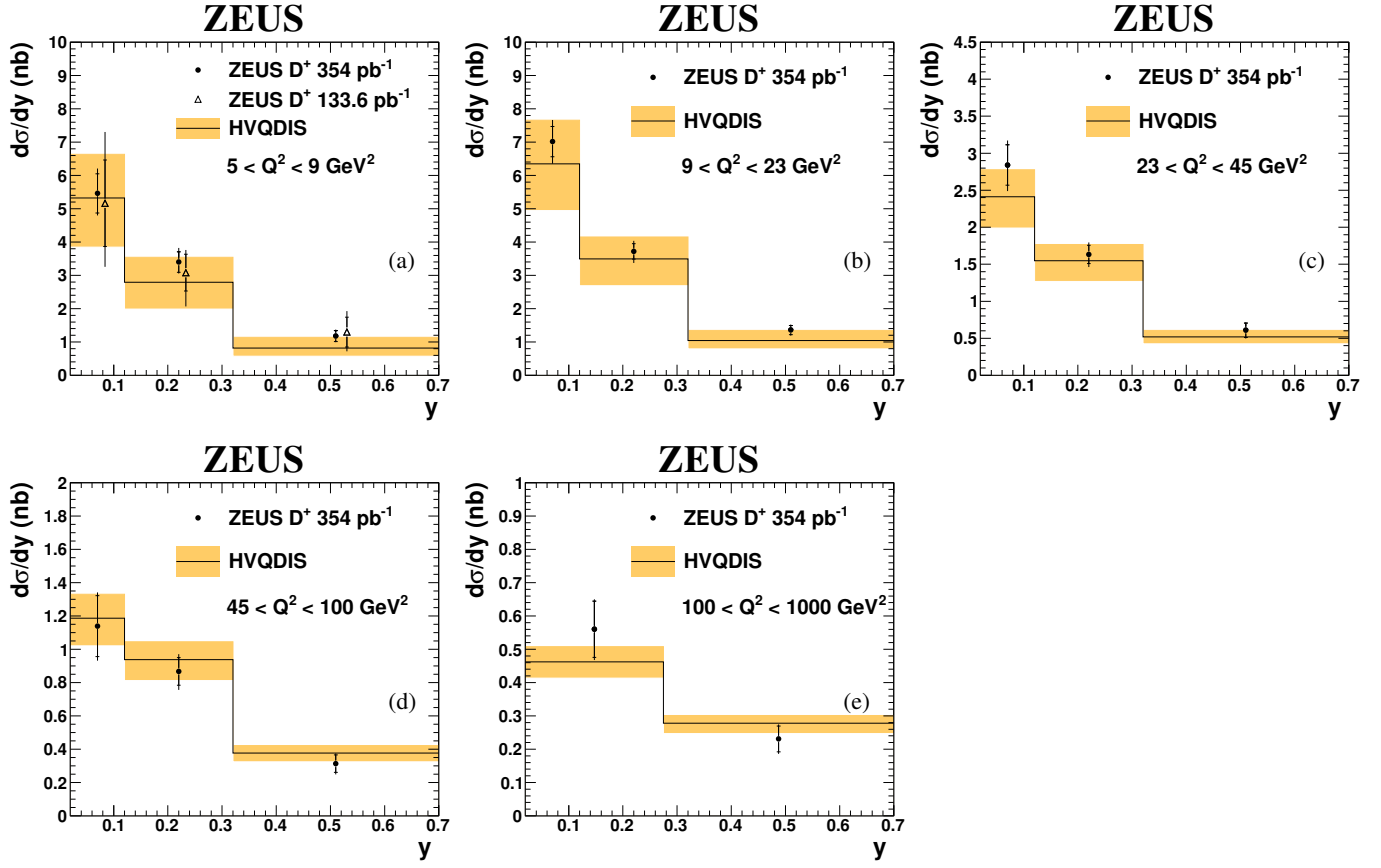 ZEUS
dσ/dy (nb)
10
9
8
7
6
5
4
3
2
1
0
ZEUS D⁺ 354 pb⁻¹
ZEUS D⁺ 133.6 pb⁻¹
HVQDIS
5 < Q² < 9 GeV²
(a)
0.1 0.2 0.3 0.4 0.5 0.6 0.7
y
ZEUS
dσ/dy (nb)
10
9
8
7
6
5
4
3
2
1
0
ZEUS D⁺ 354 pb⁻¹
HVQDIS
9 < Q² < 23 GeV²
(b)
0.1 0.2 0.3 0.4 0.5 0.6 0.7
y
ZEUS
dσ/dy (nb)
4.5
4
3.5
3
2.5
2
1.5
1
0.5
0
ZEUS D⁺ 354 pb⁻¹
HVQDIS
23 < Q² < 45 GeV²
(c)
0.1 0.2 0.3 0.4 0.5 0.6 0.7
y
ZEUS
dσ/dy (nb)
2
1.8
1.6
1.4
1.2
1
0.8
0.6
0.4
0.2
0
ZEUS D⁺ 354 pb⁻¹
HVQDIS
45 < Q² < 100 GeV²
(d)
0.1 0.2 0.3 0.4 0.5 0.6 0.7
y
ZEUS
dσ/dy (nb)
1
0.9
0.8
0.7
0.6
0.5
0.4
0.3
0.2
0.1
0
ZEUS D⁺ 354 pb⁻¹
HVQDIS
100 < Q² < 1000 GeV²
(e)
0.1 0.2 0.3 0.4 0.5 0.6 0.7
y